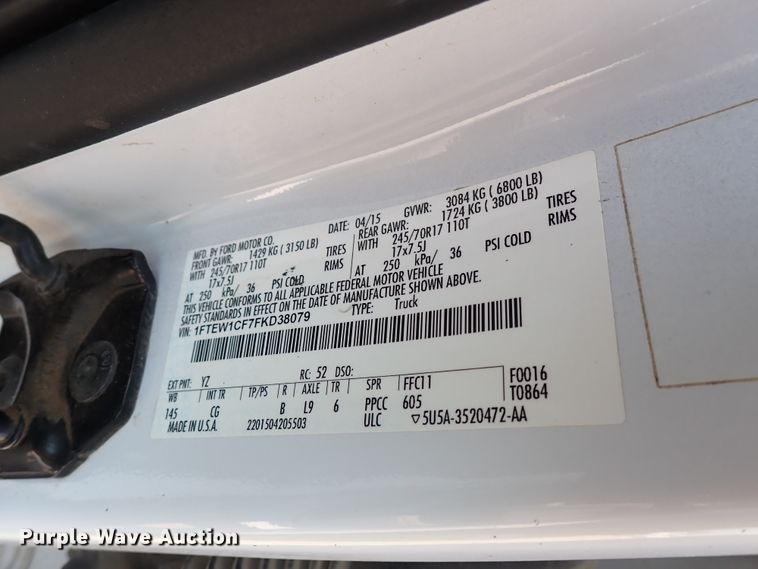 MFD. BY FORD MOTOR CO. DATE: 04/15 GVWR: 3084 KG ( 6800 LB)
FRONT GAWR: 1429 KG ( 3150 LB) REAR GAWR: 1724 KG ( 3800 LB)
WITH 245/70R17 110T TIRES WITH 245/70R17 110T TIRES
17x7.5J RIMS 17x7.5J RIMS
AT 250 kPa/ 36 PSI COLD AT 250 kPa/ 36 PSI COLD
THIS VEHICLE CONFORMS TO ALL APPLICABLE FEDERAL MOTOR VEHICLE
SAFETY STANDARDS IN EFFECT ON THE DATE OF MANUFACTURE SHOWN ABOVE.
VIN: 1FTEW1CF7FKD38079 TYPE: Truck
EXT PNT: YZ RC: 52 DSO:
WB INT TR TP/PS R AXLE TR SPR FFC11 F0016
145 CG B L9 6 PPCC 605 T0864
MADE IN U.S.A. 2201504205503 ULC ▽5U5A-3520472-AA
Purple Wave Auction